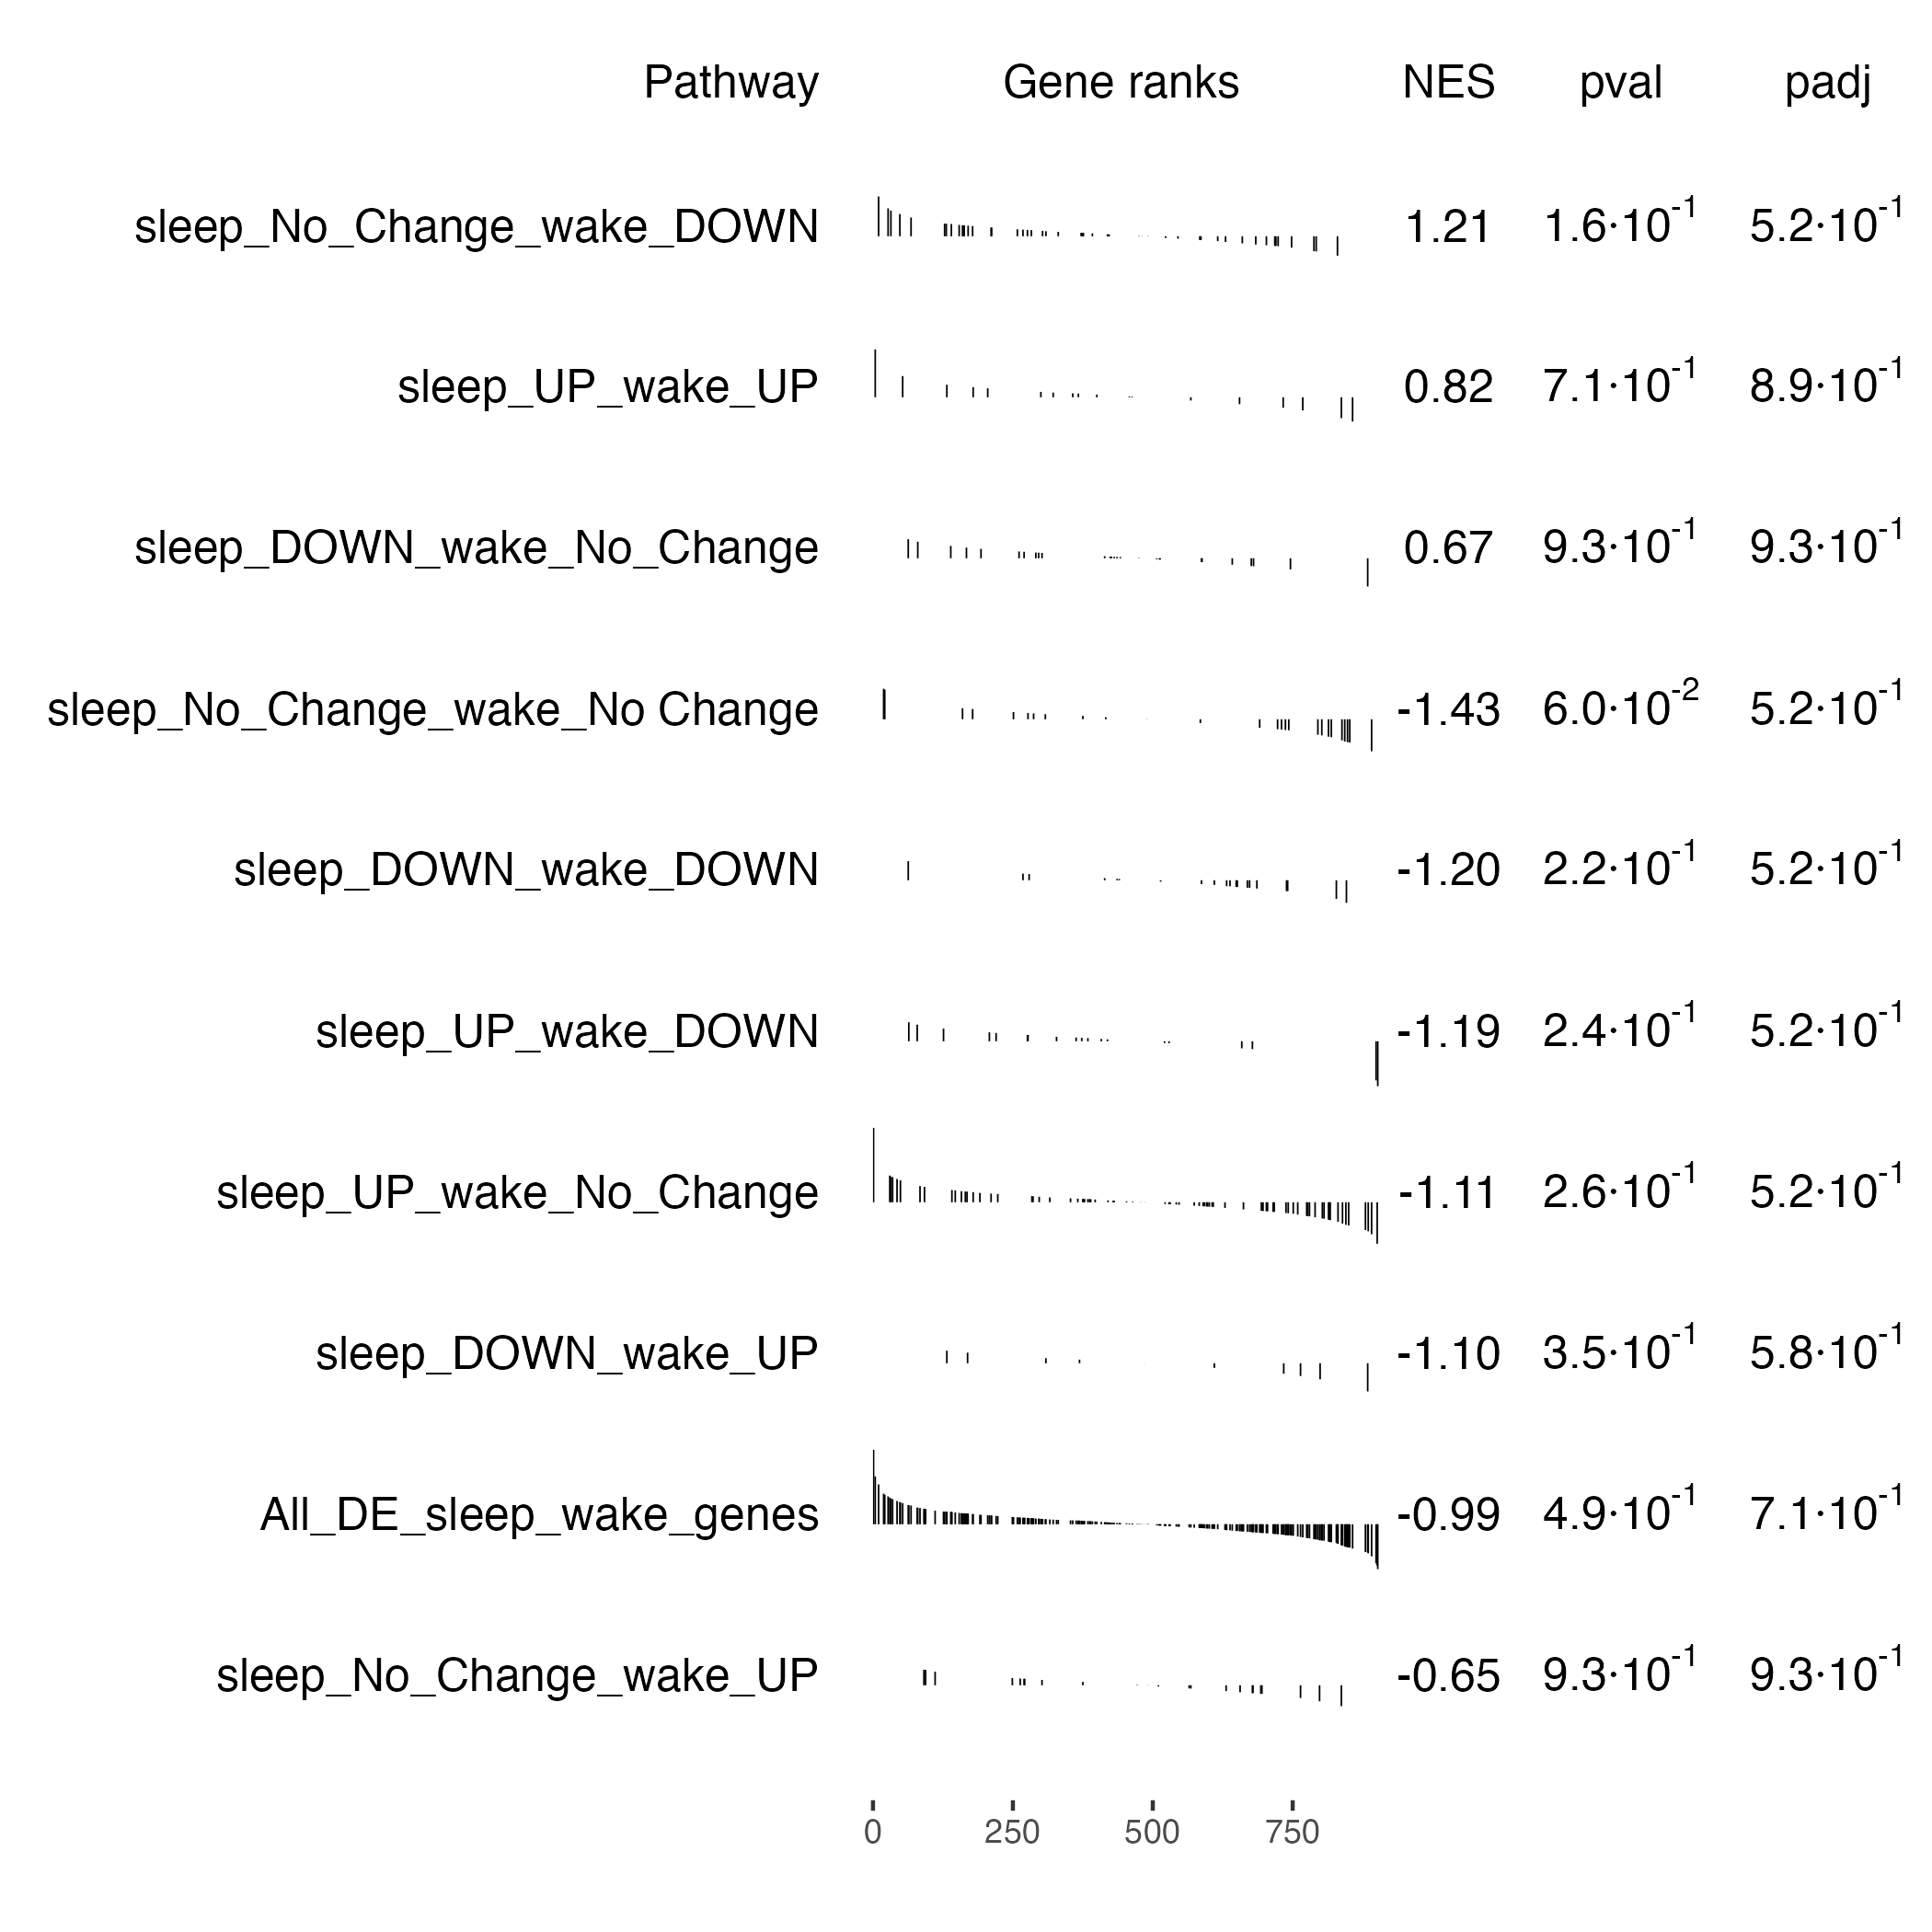 Pathway Gene ranks NES pval padj
sleep_No_Change_wake_DOWN 1.21 1.6·10⁻¹ 5.2·10⁻¹
sleep_UP_wake_UP 0.82 7.1·10⁻¹ 8.9·10⁻¹
sleep_DOWN_wake_No_Change 0.67 9.3·10⁻¹ 9.3·10⁻¹
sleep_No_Change_wake_No Change -1.43 6.0·10⁻² 5.2·10⁻¹
sleep_DOWN_wake_DOWN -1.20 2.2·10⁻¹ 5.2·10⁻¹
sleep_UP_wake_DOWN -1.19 2.4·10⁻¹ 5.2·10⁻¹
sleep_UP_wake_No_Change -1.11 2.6·10⁻¹ 5.2·10⁻¹
sleep_DOWN_wake_UP -1.10 3.5·10⁻¹ 5.8·10⁻¹
All_DE_sleep_wake_genes -0.99 4.9·10⁻¹ 7.1·10⁻¹
sleep_No_Change_wake_UP -0.65 9.3·10⁻¹ 9.3·10⁻¹
0 250 500 750